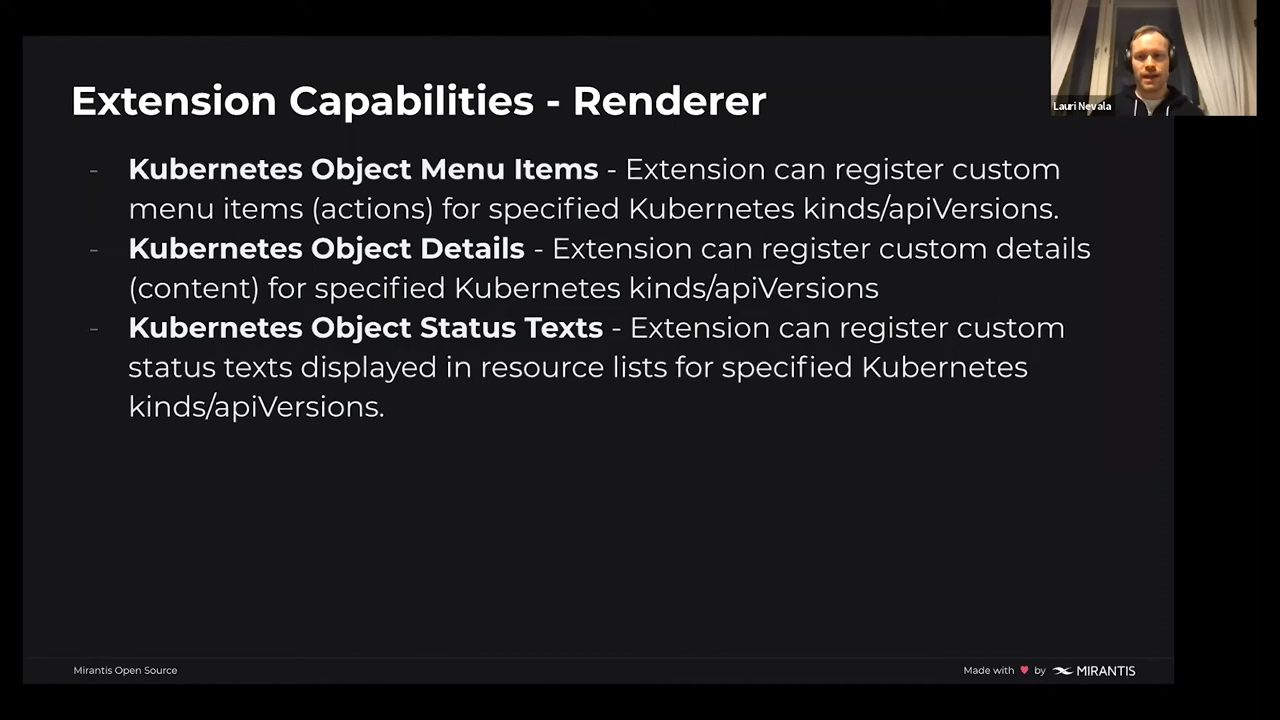 Extension Capabilities - Renderer
Lauri Nevala
- Kubernetes Object Menu Items - Extension can register custom
menu items (actions) for specified Kubernetes kinds/apiVersions.
- Kubernetes Object Details - Extension can register custom details
(content) for specified Kubernetes kinds/apiVersions
- Kubernetes Object Status Texts - Extension can register custom
status texts displayed in resource lists for specified Kubernetes
kinds/apiVersions.
Mirantis Open Source
Made with ♥ by MIRANTIS